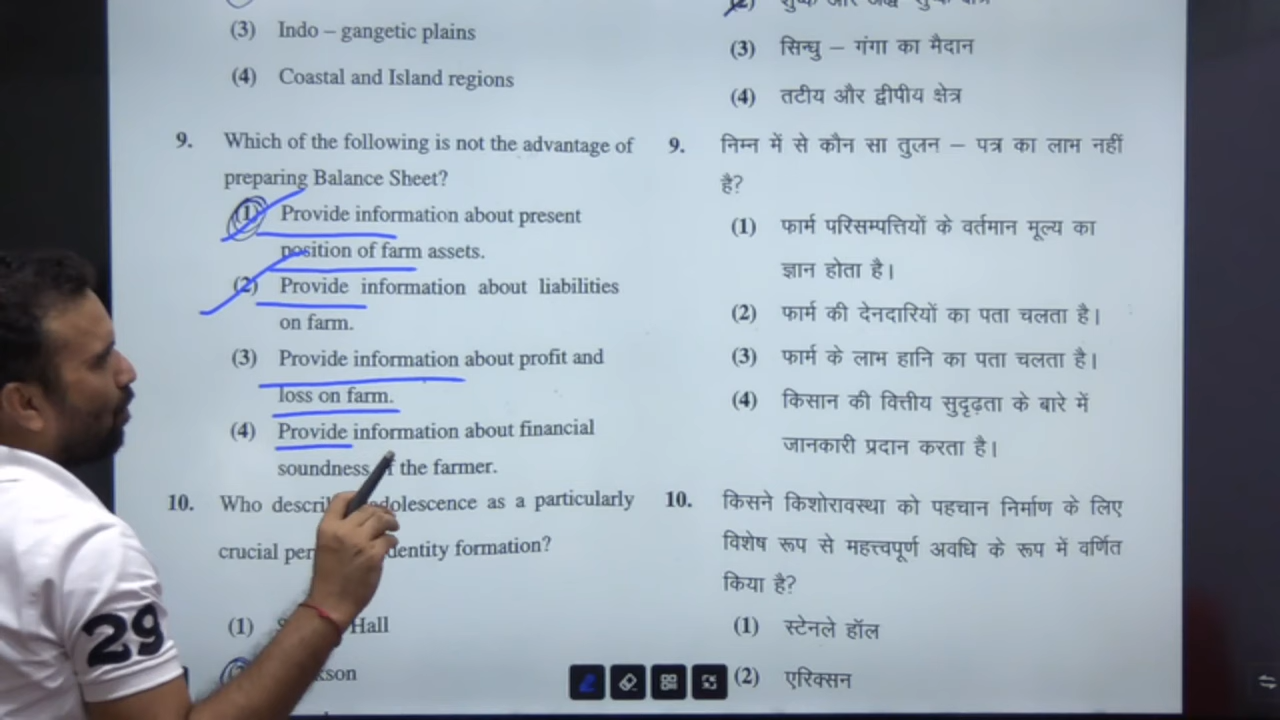 (3) Indo – gangetic plains
(4) Coastal and Island regions
9. Which of the following is not the advantage of
preparing Balance Sheet?
(1) Provide information about present
position of farm assets.
(2) Provide information about liabilities
on farm.
(3) Provide information about profit and
loss on farm.
(4) Provide information about financial
soundness the farmer.
10. Who as a particularly
crucial formation?
(1) Hall
(3) सिन्धु – गंगा का मैदान
(4) तटीय और द्वीपीय क्षेत्र
9. निम्न में से कौन सा तुलन – पत्र का लाभ नहीं
है?
(1) फार्म परिसम्पत्तियों के वर्तमान मूल्य का
ज्ञान होता है।
(2) फार्म की देनदारियों का पता चलता है।
(3) फार्म के लाभ हानि का पता चलता है।
(4) किसान की वित्तीय सुदृढ़ता के बारे में
जानकारी प्रदान करता है।
10. किसने किशोरावस्था को पहचान निर्माण के लिए
विशेष रूप से महत्त्वपूर्ण अवधि के रूप में वर्णित
किया है?
(1) स्टेनले हॉल
(2) एरिक्सन
29